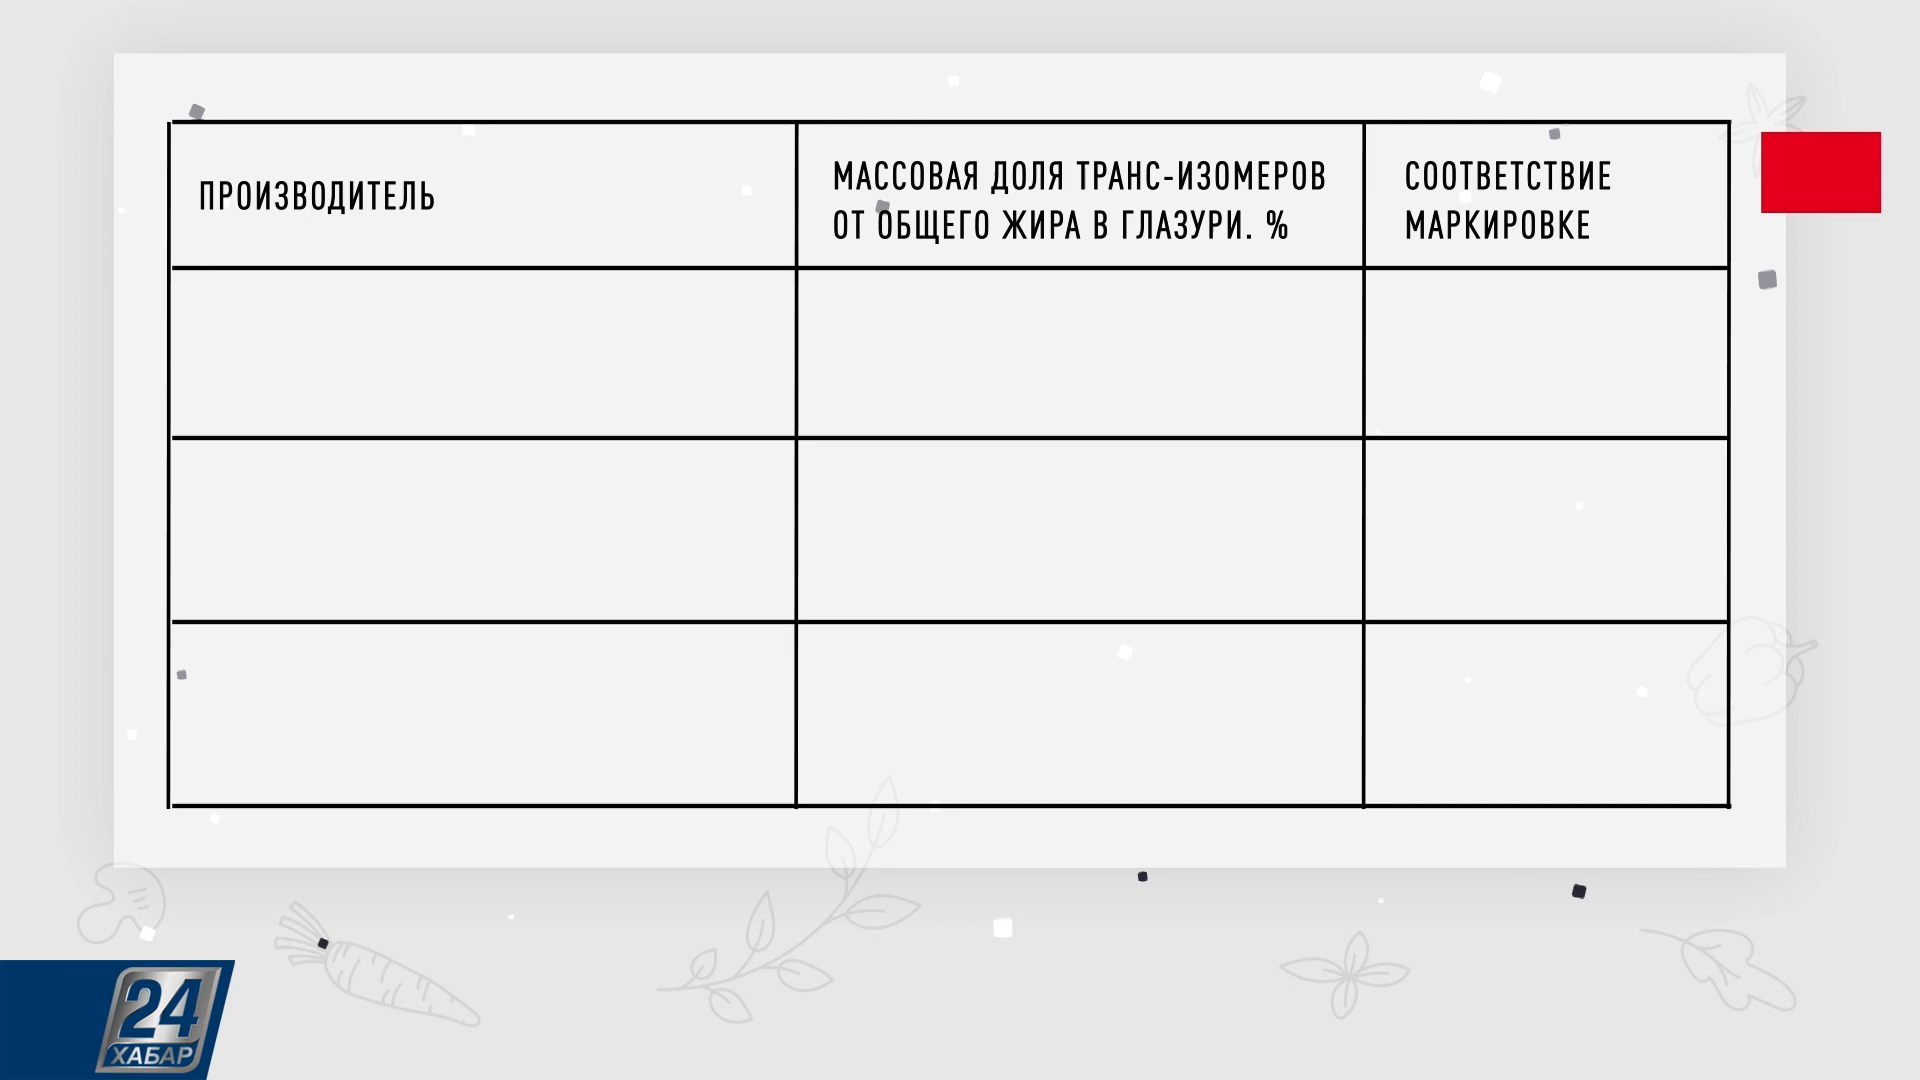 ПРОИЗВОДИТЕЛЬ
МАССОВАЯ ДОЛЯ ТРАНС-ИЗОМЕРОВ
ОТ ОБЩЕГО ЖИРА В ГЛАЗУРИ. %
СООТВЕТСТВИЕ
МАРКИРОВКЕ
24
ХАБАР